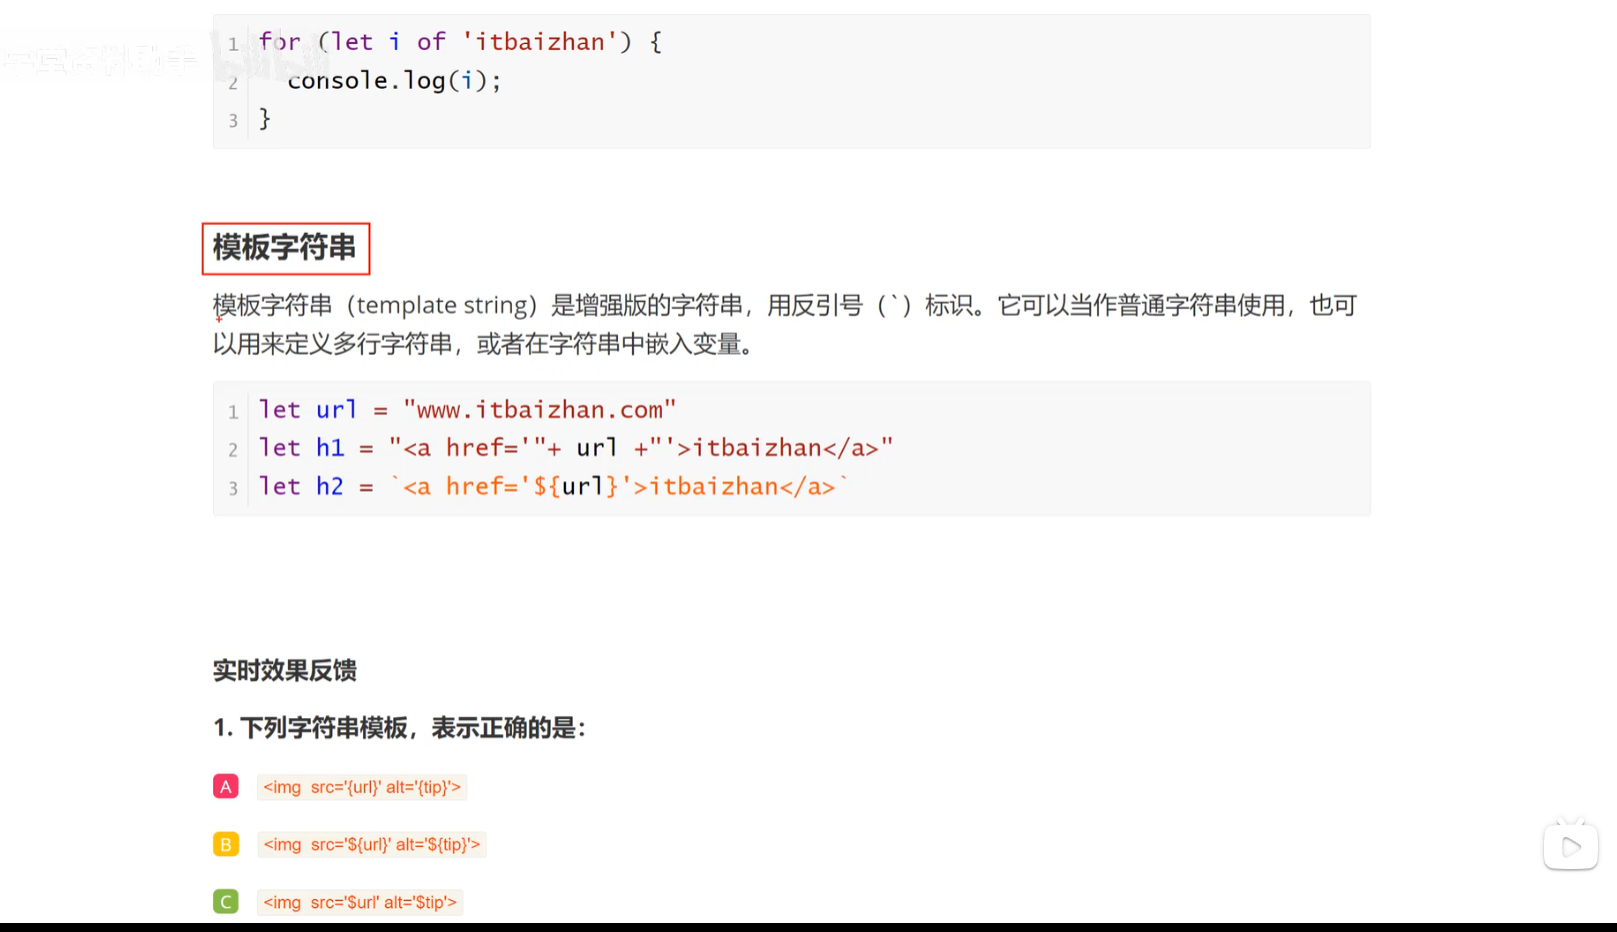 1 for (let i of 'itbaizhan') {
2   console.log(i);
3 }
模板字符串
模板字符串（template string）是增强版的字符串，用反引号（`）标识。它可以当作普通字符串使用，也可
以用来定义多行字符串，或者在字符串中嵌入变量。
1 let url = "www.itbaizhan.com"
2 let h1 = "<a href='"+ url +"'>itbaizhan</a>"
3 let h2 = `<a href='${url}'>itbaizhan</a>`
实时效果反馈
1. 下列字符串模板，表示正确的是：
A <img  src='{url}' alt='{tip}'>
B <img  src='${url}' alt='${tip}'>
C <img  src='$url' alt='$tip'>